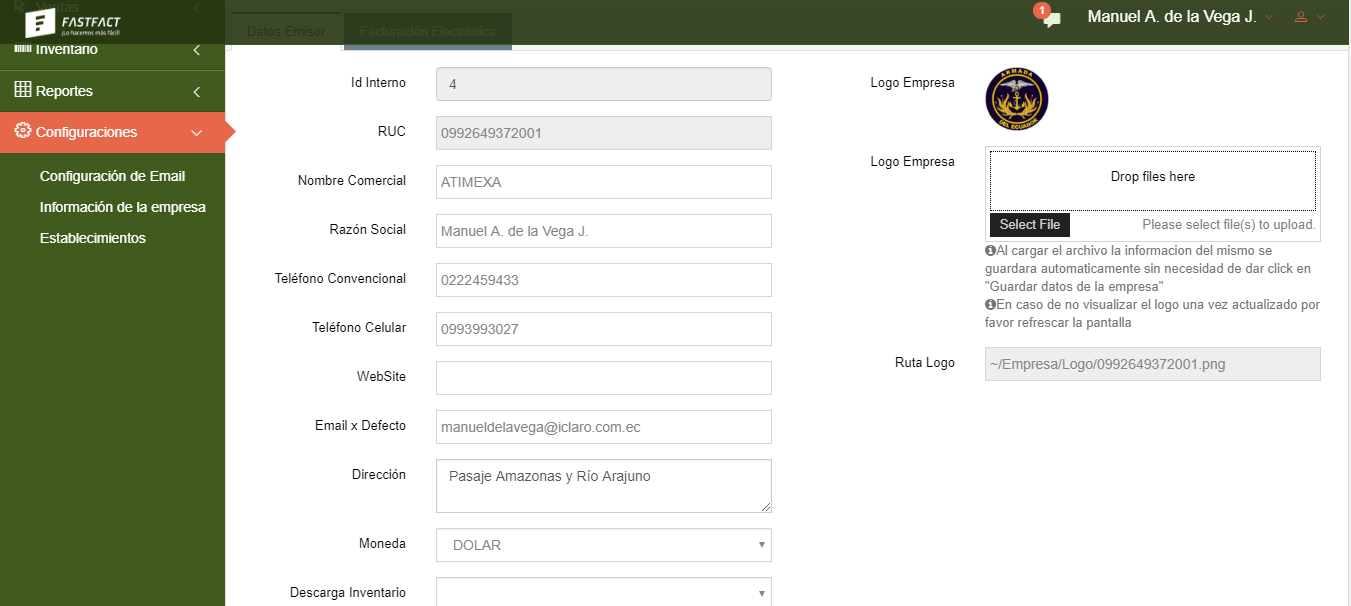 Ventas
FASTFACT
¡Lo hacemos más fácil!
Inventario
Reportes
Configuraciones
Configuración de Email
Información de la empresa
Establecimientos
1
Manuel A. de la Vega J.
Datos Emisor
Facturación Electrónica
Id Interno
4
RUC
0992649372001
Nombre Comercial
ATIMEXA
Razón Social
Manuel A. de la Vega J.
Teléfono Convencional
0222459433
Teléfono Celular
0993993027
WebSite
Email x Defecto
manueldelavega@iclaro.com.ec
Dirección
Pasaje Amazonas y Río Arajuno
Moneda
DOLAR
Descarga Inventario
Logo Empresa
ARMADA
DEL ECUADOR
Logo Empresa
Drop files here
Select File
Please select file(s) to upload.
Al cargar el archivo la informacion del mismo se
guardara automaticamente sin necesidad de dar click en
"Guardar datos de la empresa"
En caso de no visualizar el logo una vez actualizado por
favor refrescar la pantalla
Ruta Logo
~/Empresa/Logo/0992649372001.png